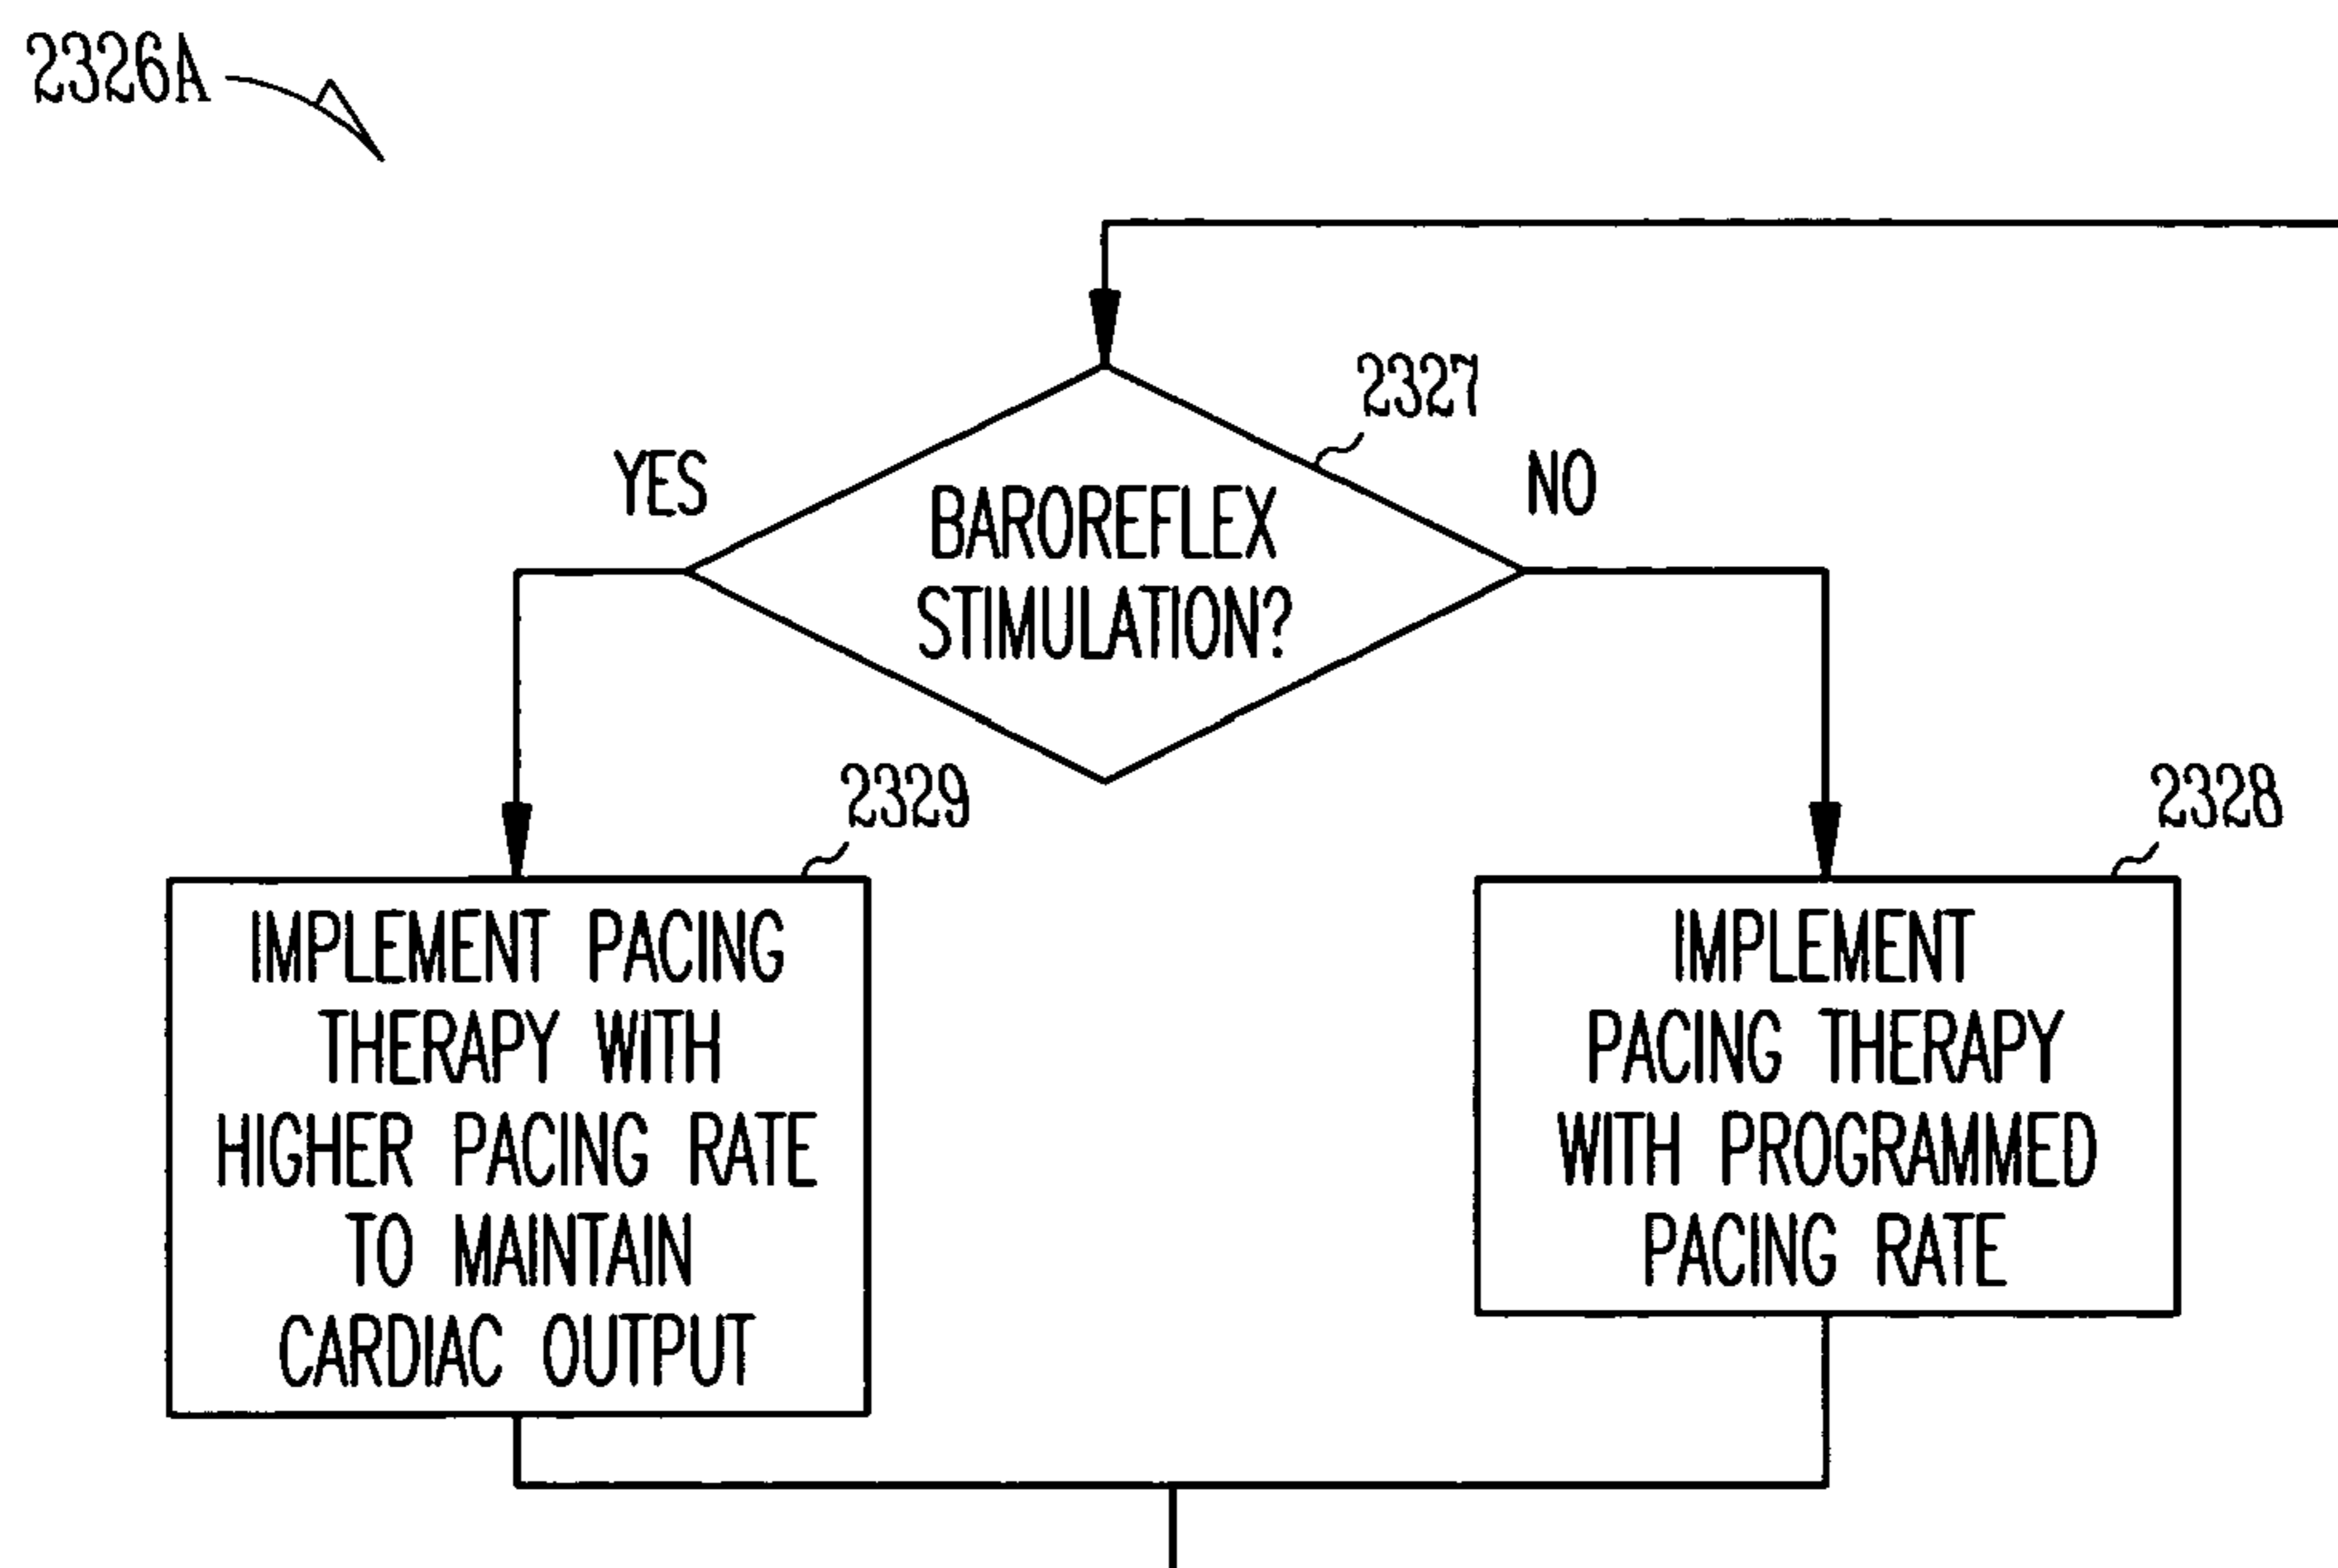 2326A
2327
YES
NO
BAROREFLEX
STIMULATION?
2329
2328
IMPLEMENT PACING
THERAPY WITH
HIGHER PACING RATE
TO MAINTAIN
CARDIAC OUTPUT
IMPLEMENT
PACING THERAPY
WITH PROGRAMMED
PACING RATE